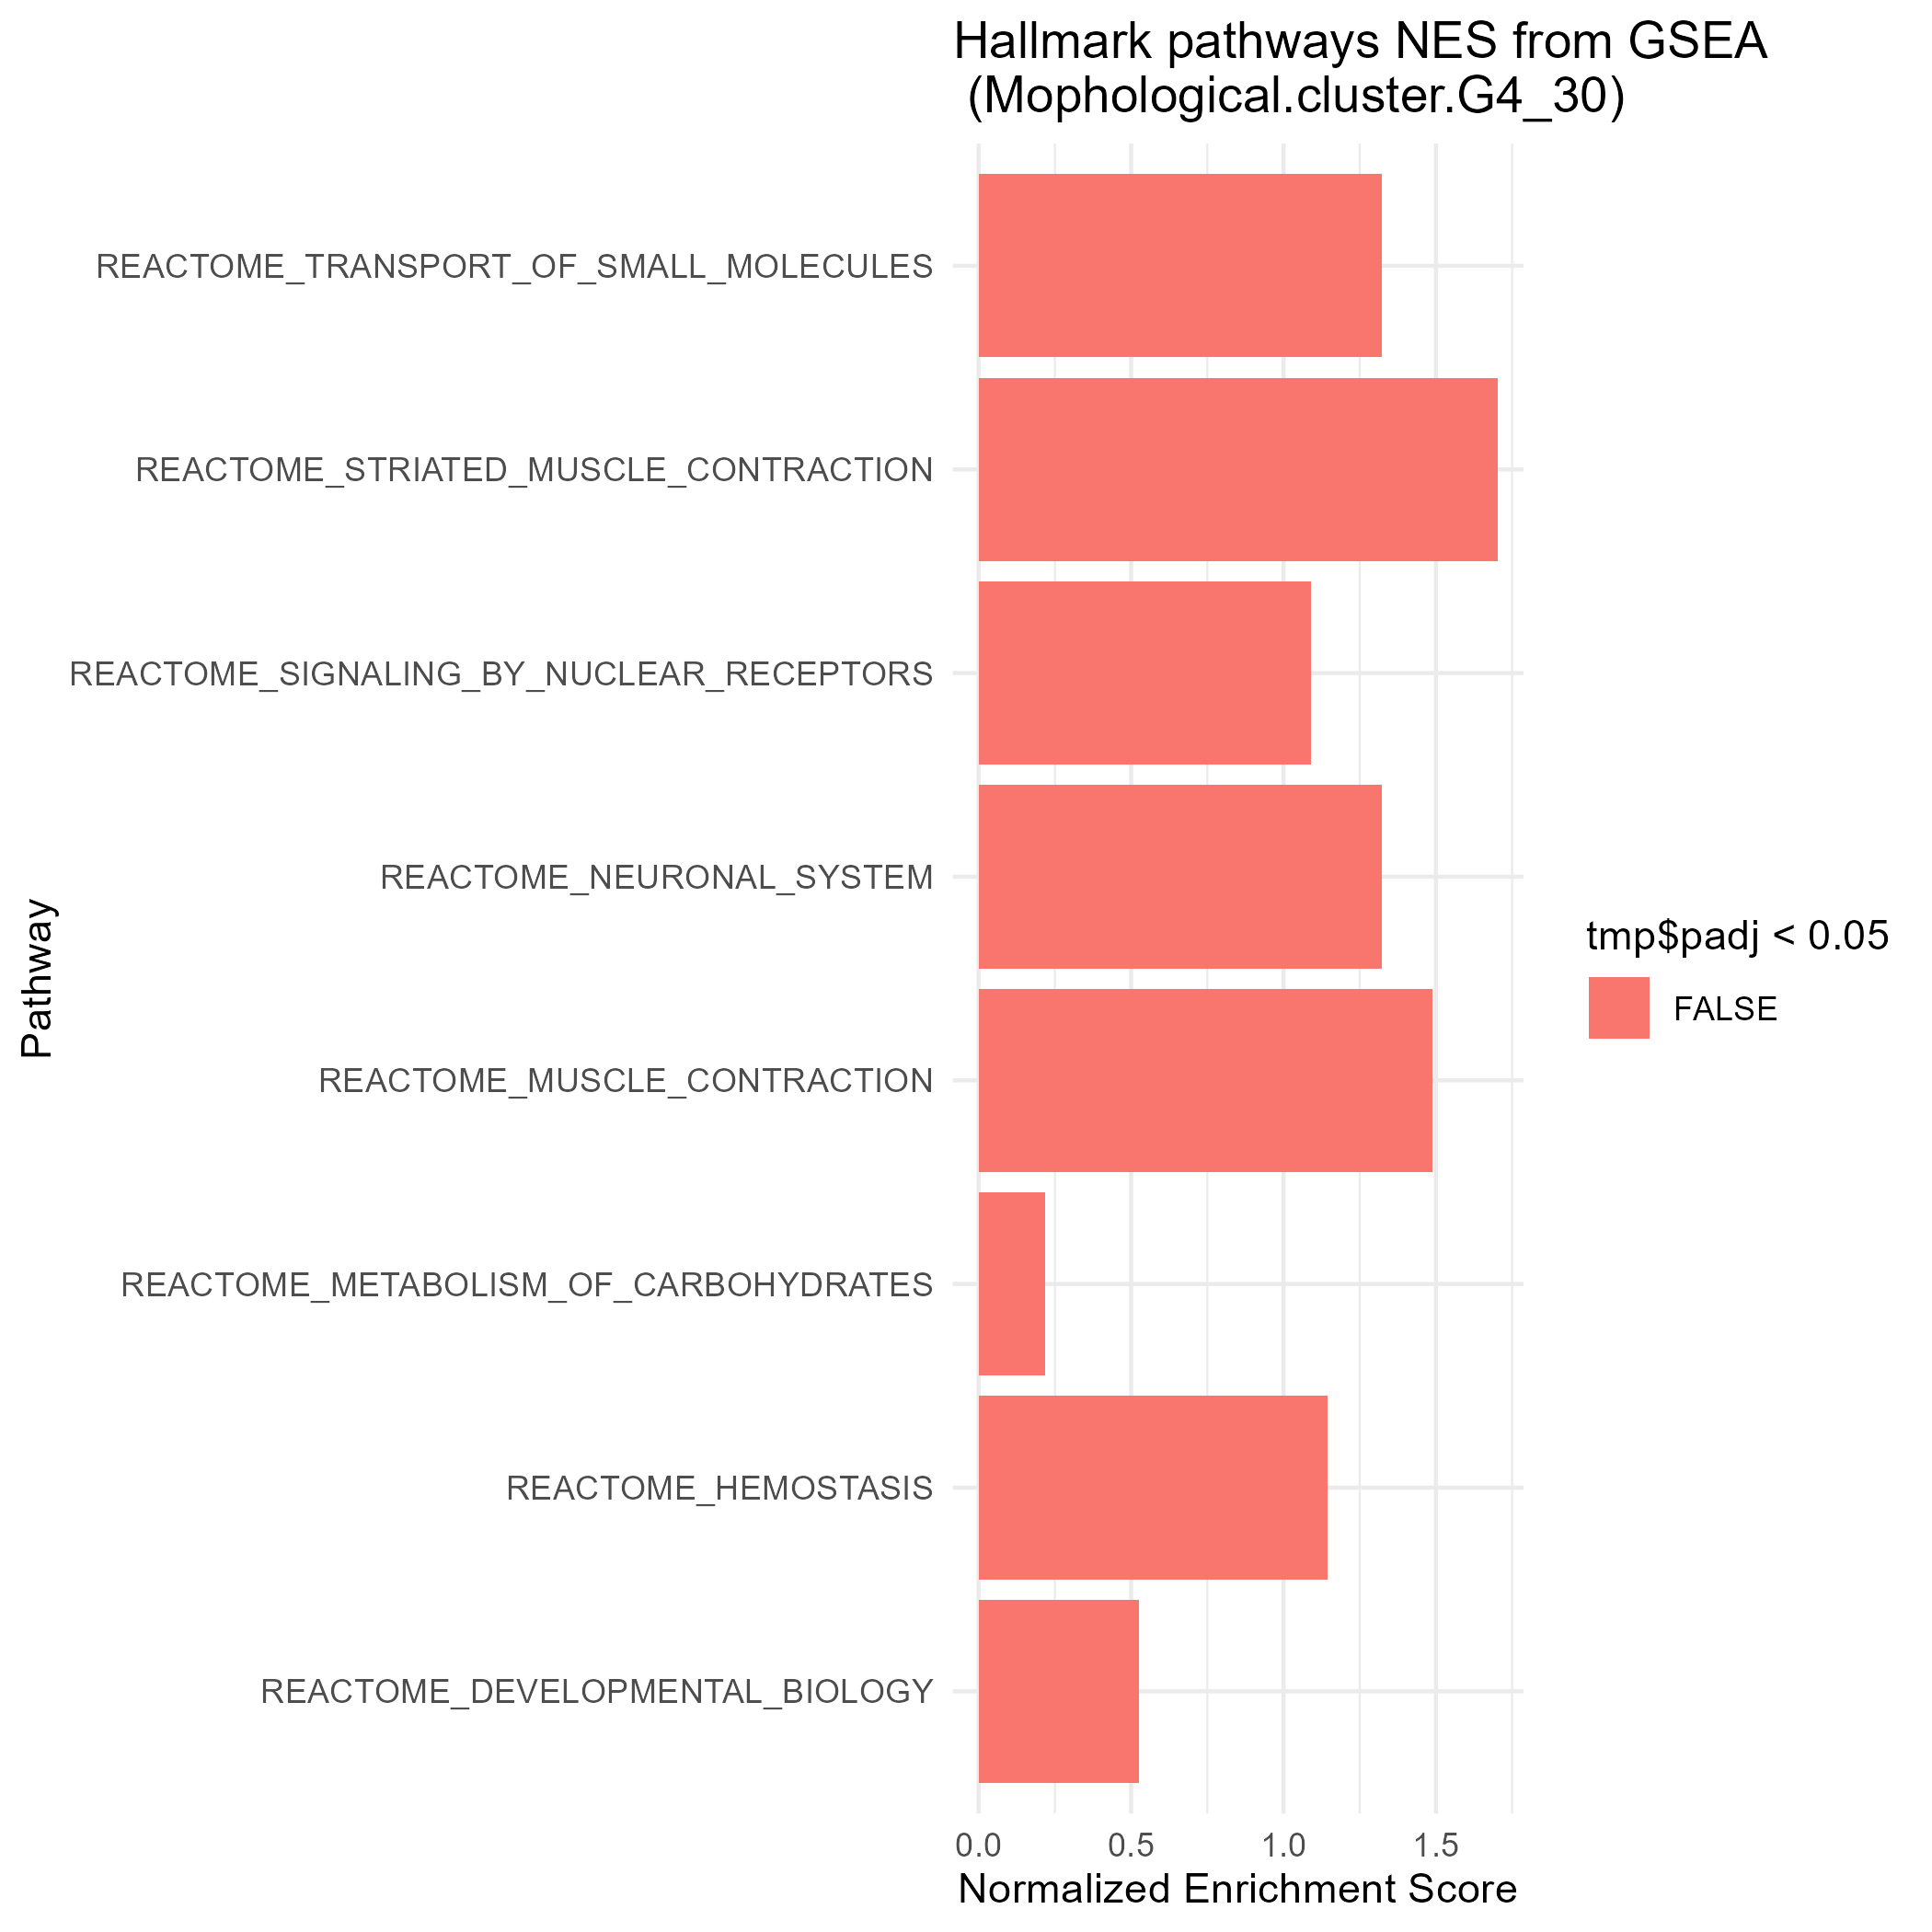 Hallmark pathways NES from GSEA
(Mophological.cluster.G4_30)
REACTOME_TRANSPORT_OF_SMALL_MOLECULES
REACTOME_STRIATED_MUSCLE_CONTRACTION
REACTOME_SIGNALING_BY_NUCLEAR_RECEPTORS
REACTOME_NEURONAL_SYSTEM
REACTOME_MUSCLE_CONTRACTION
REACTOME_METABOLISM_OF_CARBOHYDRATES
REACTOME_HEMOSTASIS
REACTOME_DEVELOPMENTAL_BIOLOGY
Pathway
0.0 0.5 1.0 1.5
Normalized Enrichment Score
tmp$padj < 0.05
FALSE